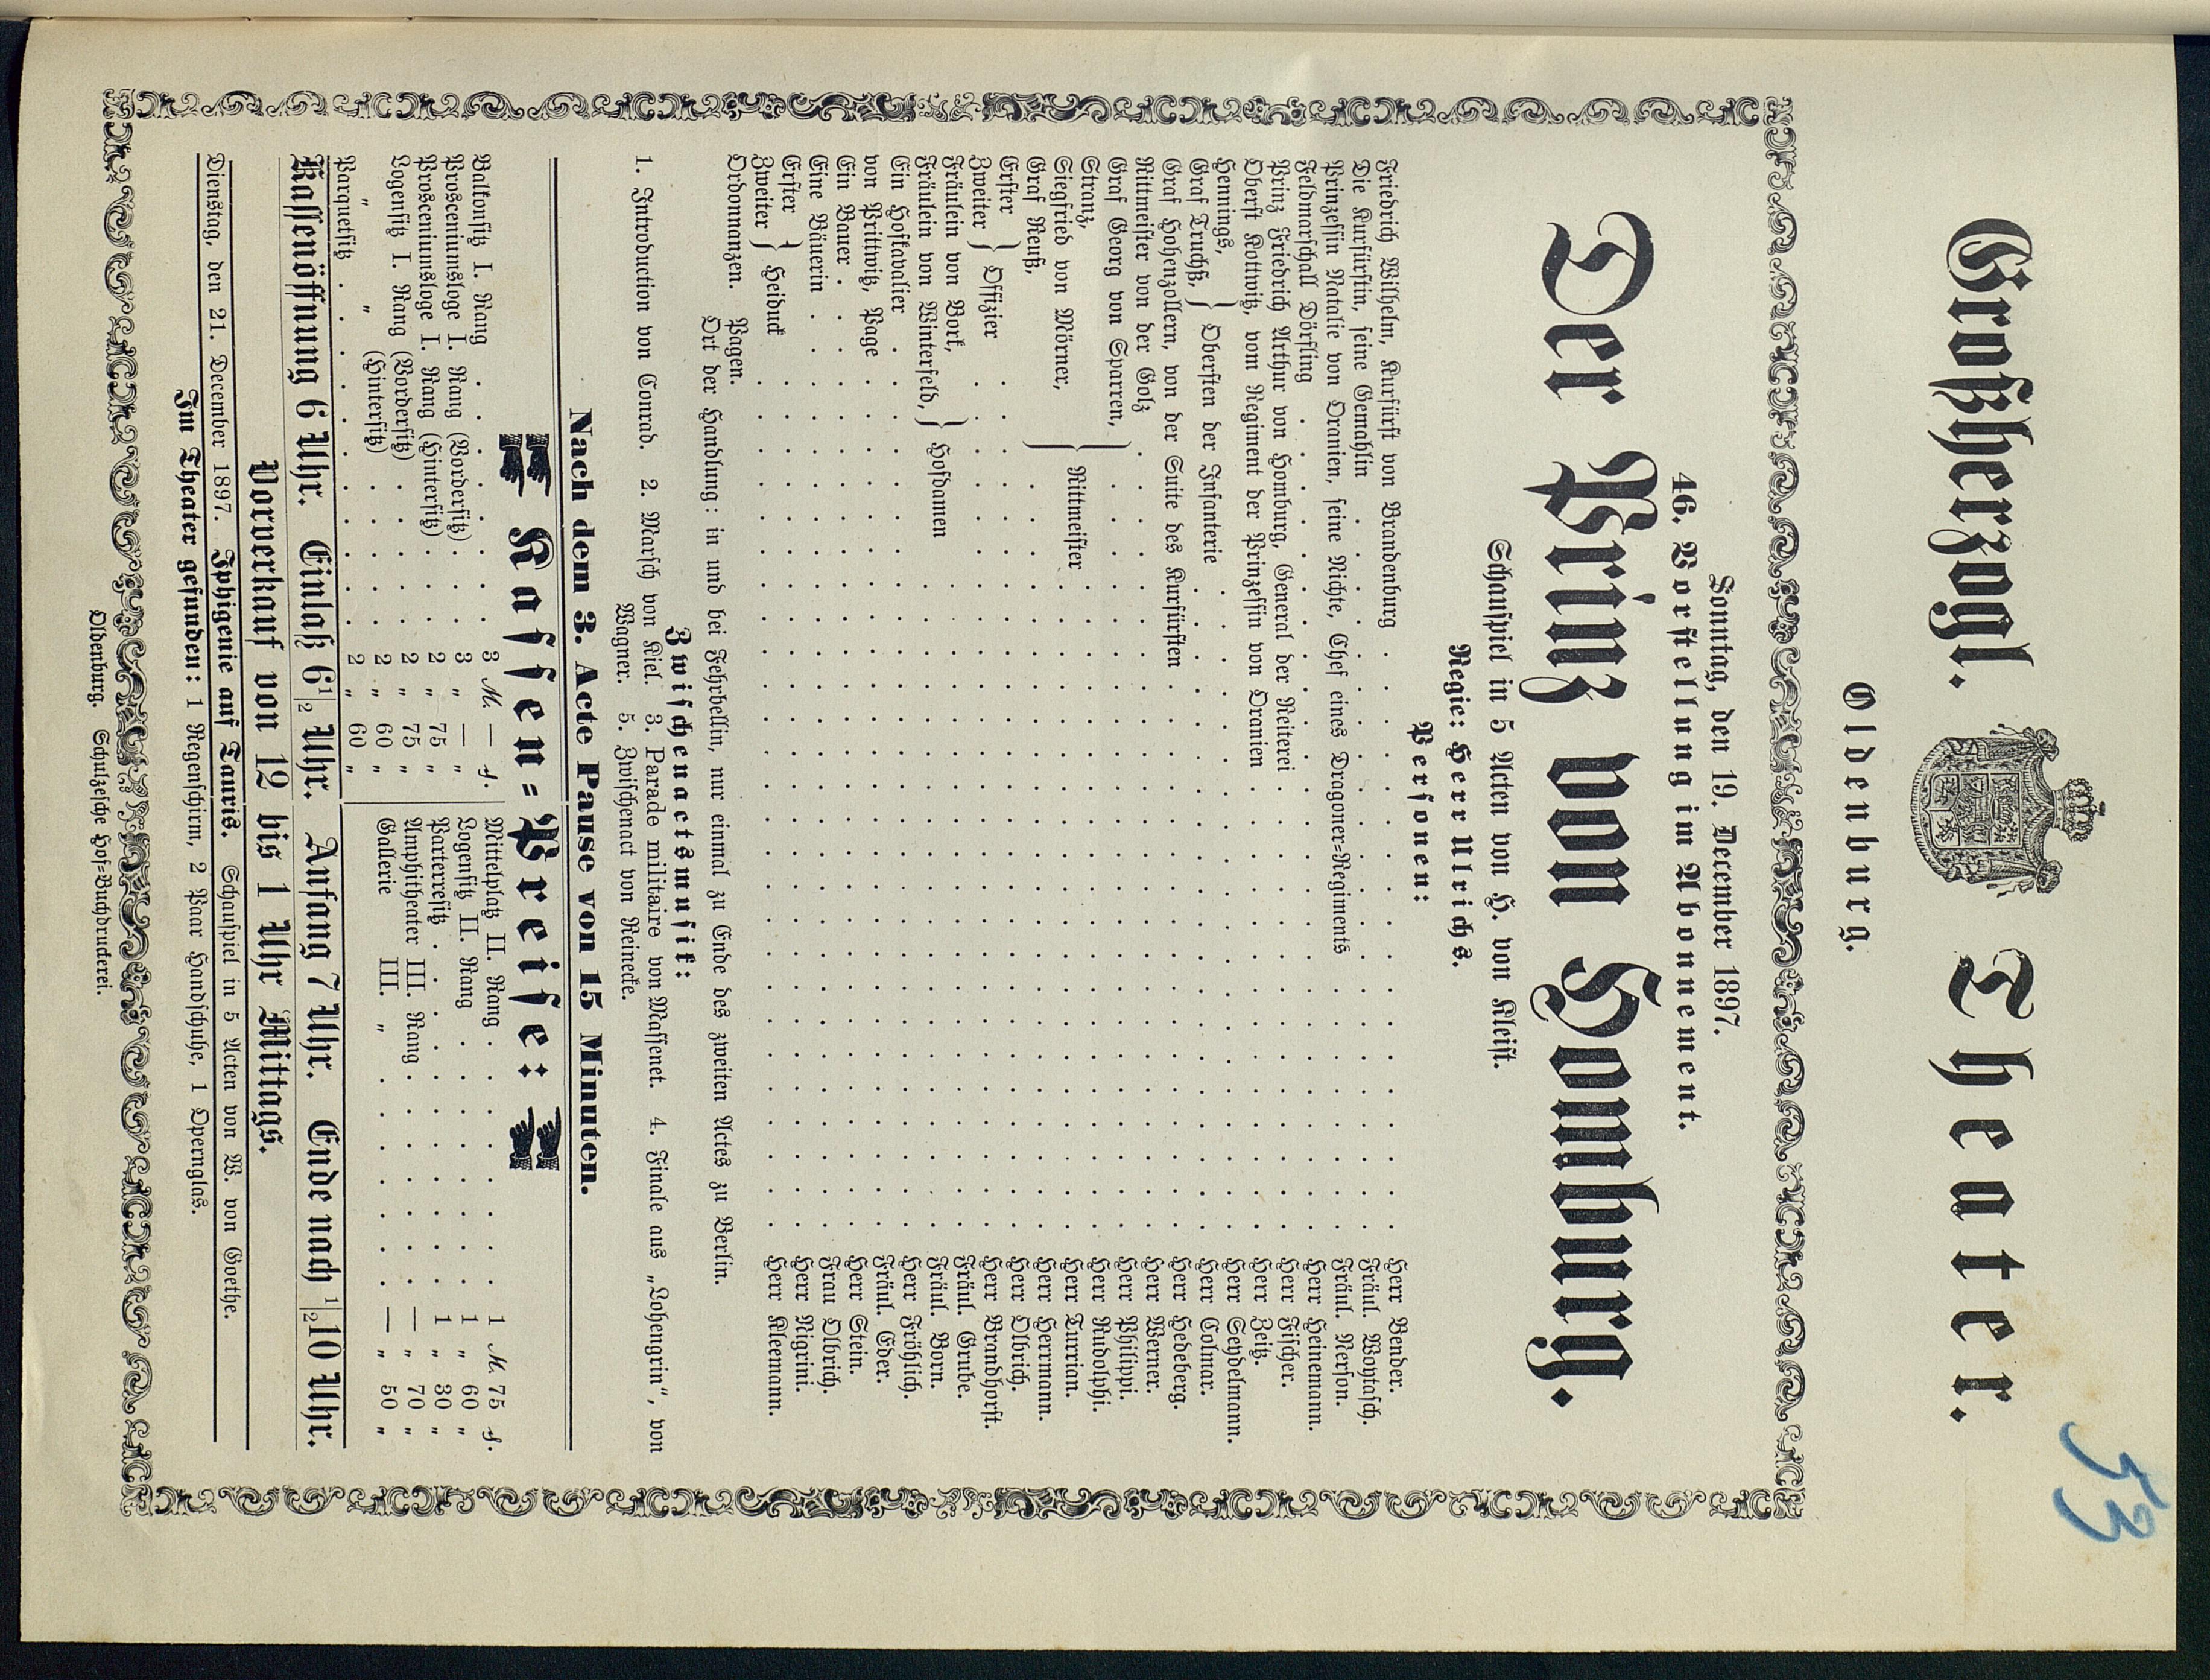 53
Großherzogl. Theater.
Oldenburg.
Sonntag, den 19. December 1897.
46. Vorstellung im Abonnement.
Der Prinz von Homburg.
Schauspiel in 5 Acten von H. von Kleist.
Regie: Herr Ulrichs.
Personen:
Friedrich Wilhelm, Kurfürst von Brandenburg . . . Herr Bender.
Die Kurfürstin, seine Gemahlin . . . Fräul. Woytasch.
Prinzessin Natalie von Oranien, seine Nichte, Chef eines Dragoner=Regiments . . . Fräul. Nerson.
Feldmarschall Dörfling . . . Herr Heinemann.
Prinz Friedrich Arthur von Homburg, General der Reiterei . . . Herr Fischer.
Oberst Kottwitz, vom Regiment der Prinzessin von Oranien . . . Herr Zeitz.
Hennings, } Obersten der Infanterie . . . Herr Seydelmann.
Graf Truchß, } . . . Herr Colmar.
Graf Hohenzollern, von der Suite des Kurfürsten . . . Herr Hedeberg.
Rittmeister von der Golz . . . Herr Werner.
Graf Georg von Sparren, } . . . Herr Philippi.
Stranz, } Rittmeister . . . Herr Rudolphi.
Siegfried von Mörner, } . . . Herr Turrian.
Graf Reuß, } . . . Herr Herrmann.
Erster } Offizier . . . Herr Olbrich.
Zweiter } . . . Herr Brandhorst.
Fräulein von Bork, } Hofdamen . . . Fräul. Grube.
Fräulein von Winterfeld, } . . . Fräul. Born.
Ein Hofkavalier . . . Herr Fröhlich.
von Prittwitz, Page . . . Fräul. Eder.
Ein Bauer . . . Herr Stein.
Eine Bäuerin . . . Frau Olbrich.
Erster } Heiduck . . . Herr Nigrini.
Zweiter } . . . Herr Kleemann.
Ordonnanzen. Pagen.
Ort der Handlung: in und bei Fehrbellin, nur einmal zu Ende des zweiten Actes zu Berlin.
Zwischenactsmusik:
1. Introduction von Conrad. 2. Marsch von Kiel. 3. Parade militaire von Massenet. 4. Finale aus „Lohengrin", von
Wagner. 5. Zwischenact von Reinecke.
Nach dem 3. Acte Pause von 15 Minuten.
Kassen=Preise:
Balkonsitz I. Rang . . . 3 M. — ₰.
Prosceniumsloge I. Rang (Vordersitz) . . . 3 " — "
Prosceniumsloge I. Rang (Hintersitz) . . . 2 " 75 "
Logensitz I. Rang (Vordersitz) . . . 2 " 75 "
" " (Hintersitz) . . . 2 " 60 "
Parquetsitz . . . 2 " 60 "
Mittelplatz II. Rang . . . 1 M. 75 ₰.
Logensitz II. Rang . . . 1 " 60 "
Parterresitz . . . 1 " 30 "
Amphitheater III. Rang . . . — " 70 "
Gallerie III. " . . . — " 50 "
Kassenöffnung 6 Uhr. Einlaß 6½ Uhr. Anfang 7 Uhr. Ende nach ½10 Uhr.
Vorverkauf von 12 bis 1 Uhr Mittags.
Dienstag, den 21. December 1897. Iphigenie auf Tauris. Schauspiel in 5 Acten von W. von Goethe.
Im Theater gefunden: 1 Regenschirm, 2 Paar Handschuhe, 1 Opernglas.
Oldenburg. Schulzesche Hof=Buchdruckerei.